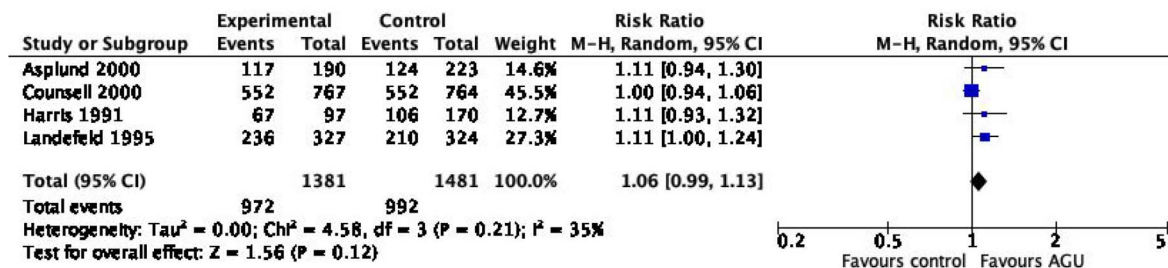 Experimental Control Risk Ratio Risk Ratio
Study or Subgroup Events Total Events Total Weight M-H, Random, 95% CI M-H, Random, 95% CI
Asplund 2000 117 190 124 223 14.6% 1.11 [0.94, 1.30]
Counsell 2000 552 767 552 764 45.5% 1.00 [0.94, 1.06]
Harris 1991 67 97 106 170 12.7% 1.11 [0.93, 1.32]
Landefeld 1995 236 327 210 324 27.3% 1.11 [1.00, 1.24]
Total (95% CI) 1381 1481 100.0% 1.06 [0.99, 1.13]
Total events 972 992
Heterogeneity: Tau² = 0.00; Chi² = 4.58, df = 3 (P = 0.21); I² = 35%
Test for overall effect: Z = 1.56 (P = 0.12)
0.2 0.5 1 2 5
Favours control Favours AGU